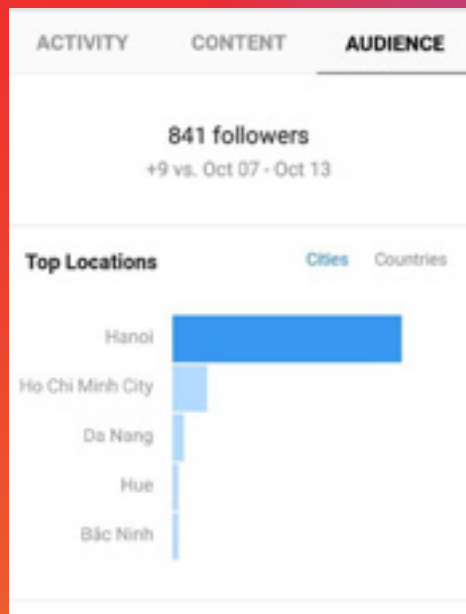 ACTIVITY CONTENT AUDIENCE
841 followers
+9 vs. Oct 07 - Oct 13
Top Locations Cities Countries
Hanoi
Ho Chi Minh City
Da Nang
Hue
Bắc Ninh